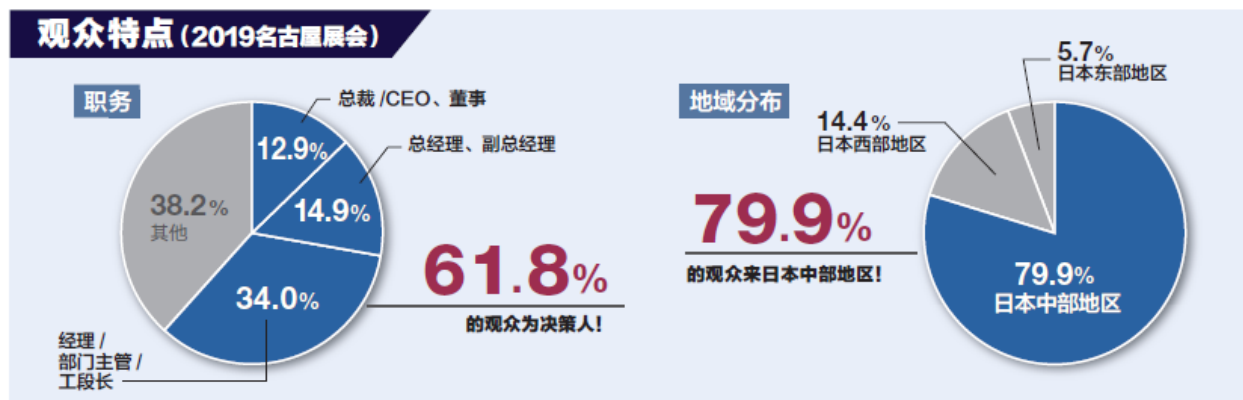 观众特点(2019名古屋展会)
职务
总裁/CEO、董事
12.9%
总经理、副总经理
14.9%
38.2%
其他
34.0%
经理/
部门主管/
工段长
61.8%
的观众为决策人!
地域分布
5.7%
日本东部地区
14.4%
日本西部地区
79.9%
的观众来日本中部地区!
79.9%
日本中部地区